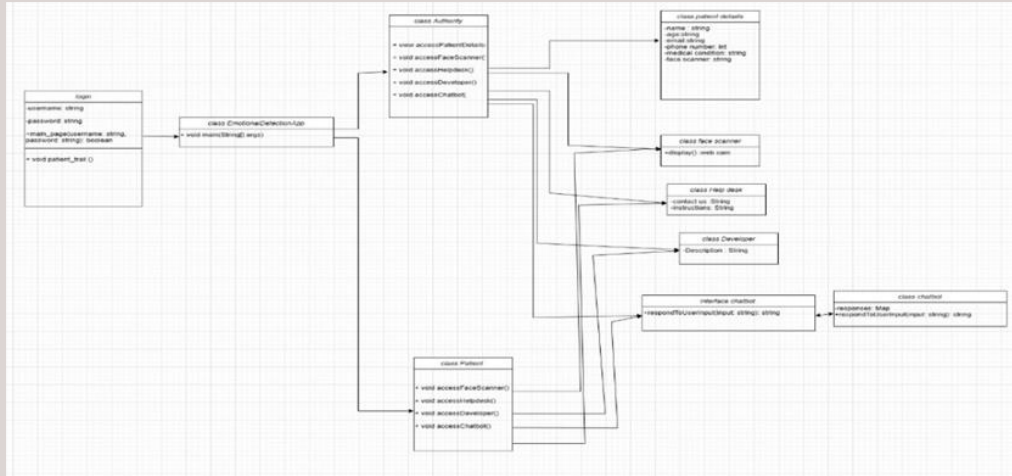 login
-username: string
-password: string
+main_page(username: string,
password: string): boolean
+ void patient_trail ()
class EmotionalDetectionApp
+ void main(String[] args)
class Authority
+ void accessPatientDetails
+ void accessFaceScanner(
+ void accessHelpdesk()
+ void accessDeveloper()
+ void accessChatbot(
class Patient
+ void accessFaceScanner()
+ void accessHelpdesk()
+ void accessDeveloper()
+ void accessChatbot()
class patient details
-name : string
-age:string
-email:string
-phone number: int
-medical condition: string
-face scanner :string
class face scanner
+display(): web cam
class Help desk
-contact us :String
-instructions: String
class Developer
-Description : String
Interface chatbot
+respondToUserInput(input: string): string
class chatbot
-responses: Map
+respondToUserInput(input: string): string